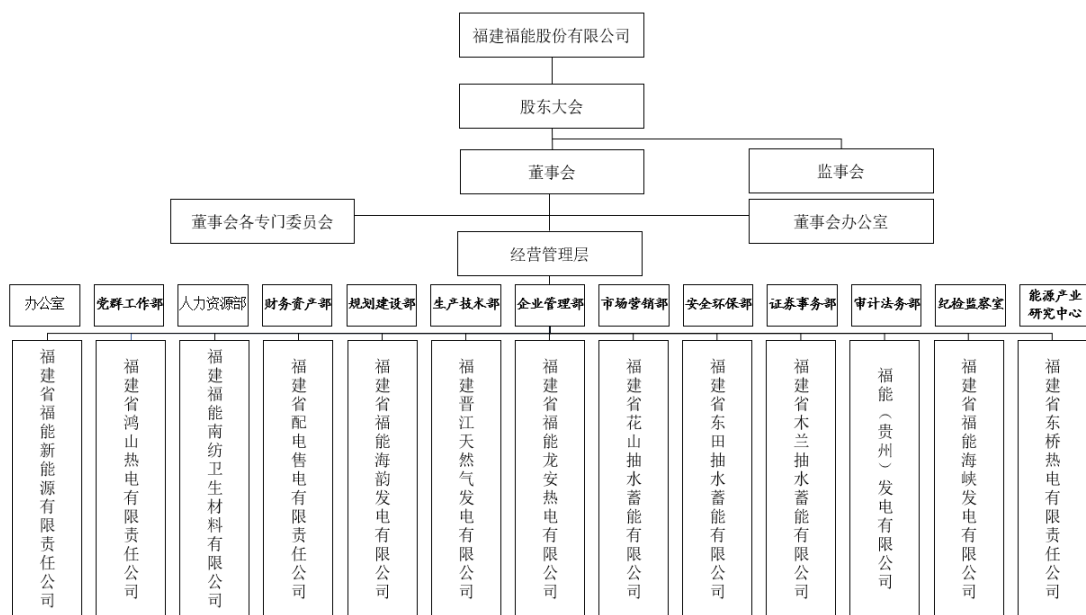 福建福能股份有限公司
股东大会
董事会
监事会
董事会各专门委员会
董事会办公室
经营管理层
办公室
党群工作部
人力资源部
财务资产部
规划建设部
生产技术部
企业管理部
市场营销部
安全环保部
证券事务部
审计法务部
纪检监察室
能源产业
研究中心
福建省福能新能源有限责任公司
福建省鸿山热电有限责任公司
福建福能南纺卫生材料有限公司
福建省配电售电有限责任公司
福建省福能海韵发电有限公司
福建晋江天然气发电有限公司
福建省福能龙安热电有限公司
福建省花山抽水蓄能有限公司
福建省东田抽水蓄能有限公司
福建省木兰抽水蓄能有限公司
福能（贵州）发电有限公司
福建省福能海峡发电有限公司
福建省东桥热电有限责任公司